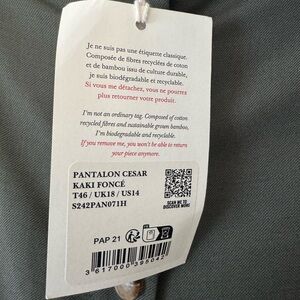 Je ne suis pas une étiquette classique.
Composée de fibres recyclées de coton
et de bambou issu de culture durable,
je suis biodégradable et recyclable.
Si vous me détachez, vous ne pourrez
plus retourner votre produit.
I'm not an ordinary tag. Composed of cotton
recycled fibres and sustainable grown bamboo,
I'm biodegradable and recyclable.
If you remove me, you won't be able to return
your piece anymore.
PANTALON CESAR
KAKI FONCÉ
T46 / UK18 / US14
S242PAN071H
SCAN ME TO
DISCOVER MORE
PAP 21
3 617000 395042